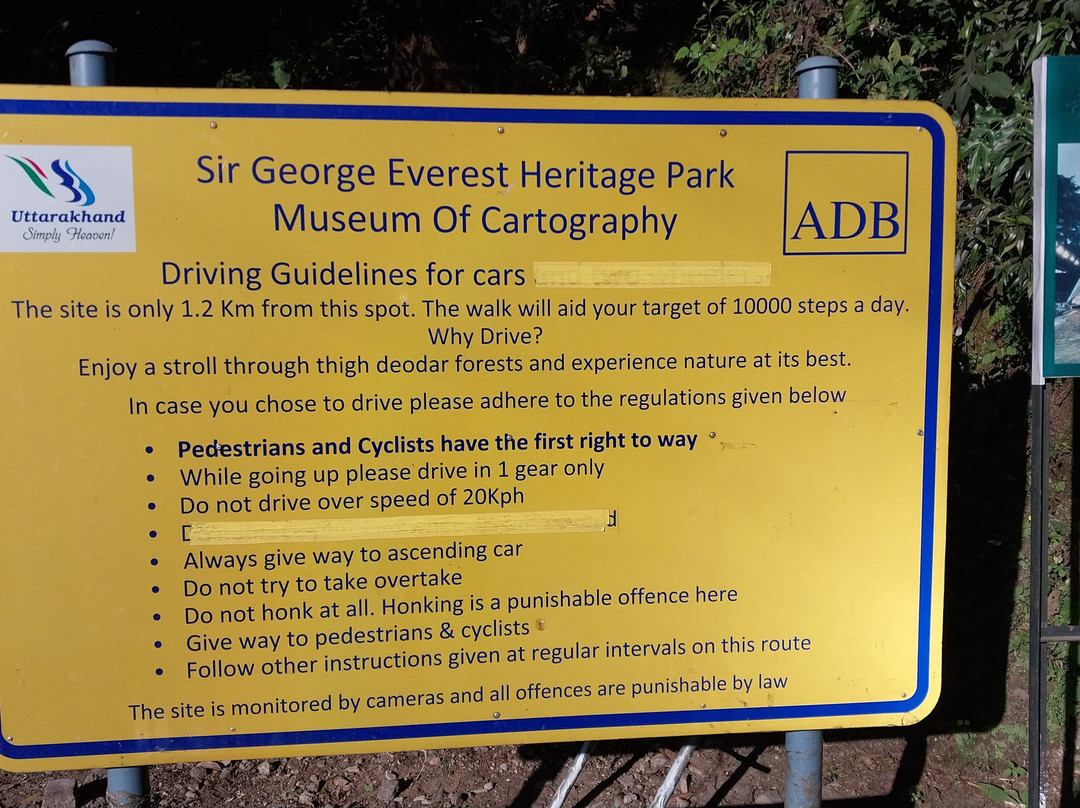 Uttarakhand
Simply Heaven!
Sir George Everest Heritage Park
Museum Of Cartography
ADB
Driving Guidelines for cars and two wheelers
The site is only 1.2 Km from this spot. The walk will aid your target of 10000 steps a day.
Why Drive?
Enjoy a stroll through thigh deodar forests and experience nature at its best.
In case you chose to drive please adhere to the regulations given below
• Pedestrians and Cyclists have the first right to way
• While going up please drive in 1 gear only
• Do not drive over speed of 20Kph
• D d
• Always give way to ascending car
• Do not try to take overtake
• Do not honk at all. Honking is a punishable offence here
• Give way to pedestrians & cyclists
• Follow other instructions given at regular intervals on this route
The site is monitored by cameras and all offences are punishable by law